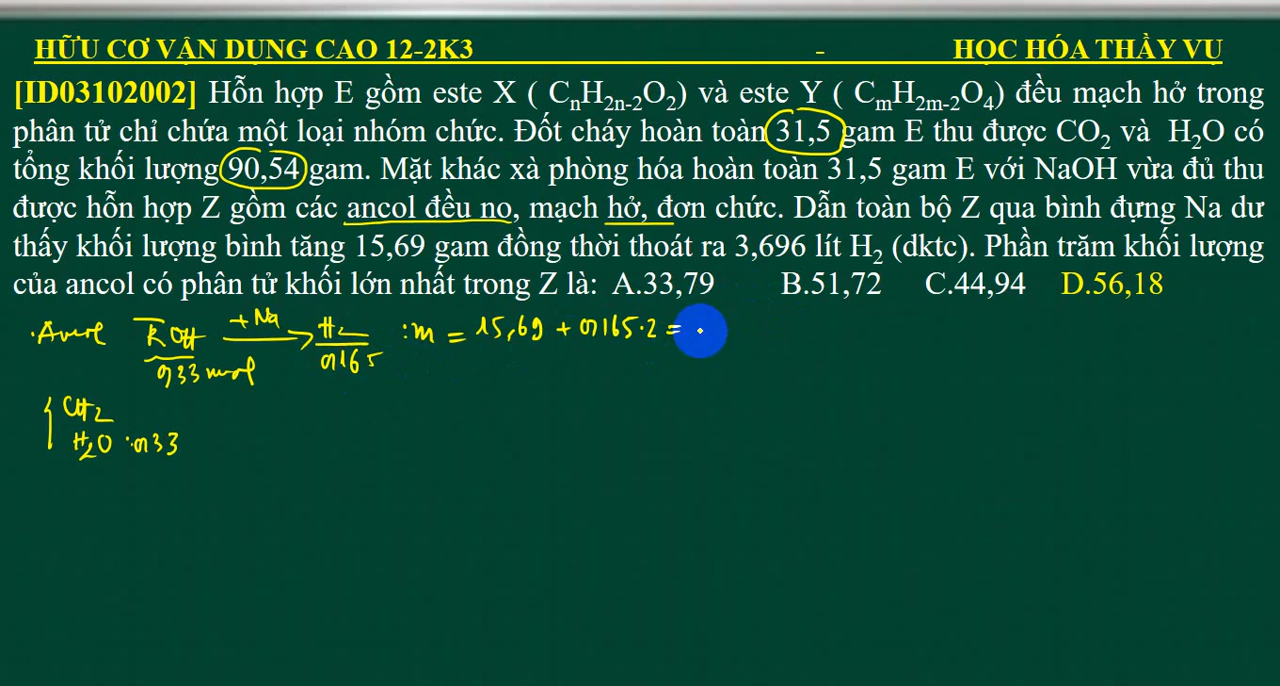 HỮU CƠ VẬN DỤNG CAO 12-2K3 - HỌC HÓA THẦY VỤ
[ID03102002] Hỗn hợp E gồm este X ( CnH2n-2O2) và este Y ( CmH2m-2O4) đều mạch hở trong
phân tử chỉ chứa một loại nhóm chức. Đốt cháy hoàn toàn 31,5 gam E thu được CO2 và H2O có
tổng khối lượng 90,54 gam. Mặt khác xà phòng hóa hoàn toàn 31,5 gam E với NaOH vừa đủ thu
được hỗn hợp Z gồm các ancol đều no, mạch hở, đơn chức. Dẫn toàn bộ Z qua bình đựng Na dư
thấy khối lượng bình tăng 15,69 gam đồng thời thoát ra 3,696 lít H2 (dktc). Phần trăm khối lượng
của ancol có phân tử khối lớn nhất trong Z là: A.33,79 B.51,72 C.44,94 D.56,18
. Ancol ROH +Na → H2 : m = 15,69 + 0,165.2 =
0,33 mol 0,165
CH2
H2O : 0,33